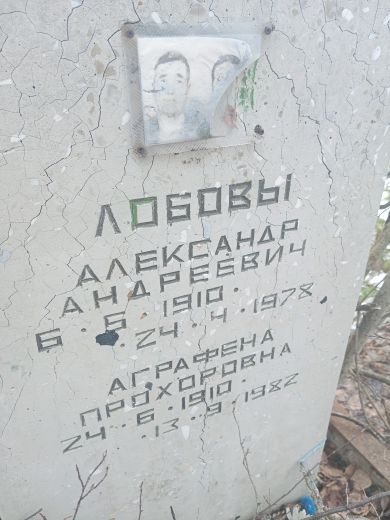 ЛОБОВЫ
АЛЕКСАНДР
АНДРЕЕВИЧ
6·6·1910·
24·4·1978
АГРАФЕНА
ПРОХОРОВНА
24·6·1910·
13·9·1982